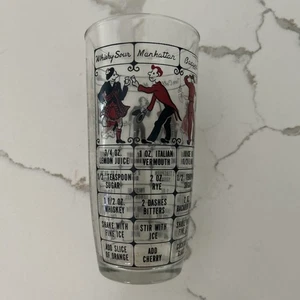 Whisky Sour Manhattan
3/4 OZ. LEMON JUICE
1 OZ. ITALIAN VERMOUTH
1/2 TEASPOON SUGAR
2 OZ. RYE
1 1/2 OZ. WHISKEY
2 DASHES BITTERS
SHAKE WITH FINE ICE
STIR WITH ICE
ADD SLICE OF ORANGE
ADD CHERRY